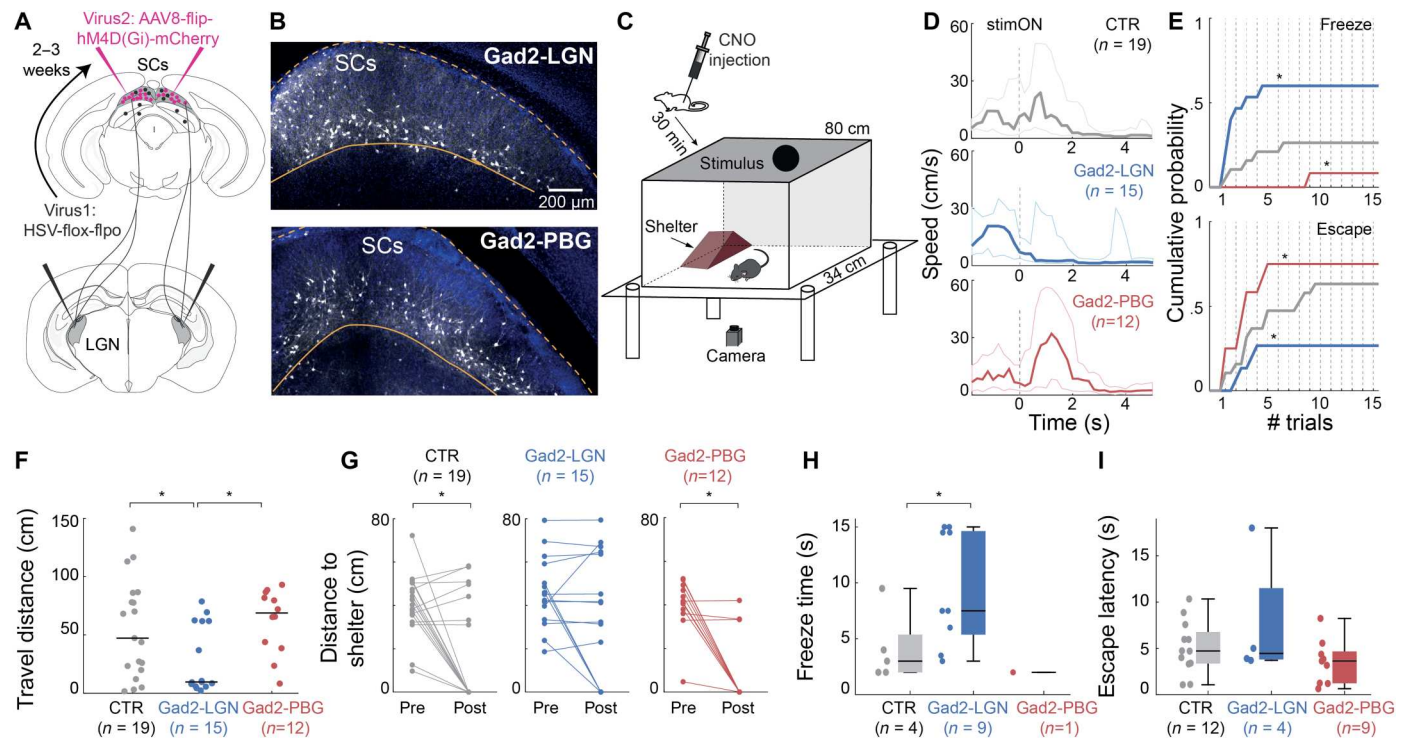 A
Virus2: AAV8-flip-
hM4D(Gi)-mCherry
2–3
weeks
SCs
Virus1:
HSV-flox-flpo
LGN
B
Gad2-LGN
SCs
200 μm
Gad2-PBG
SCs
C
CNO
injection
30 min
80 cm
Stimulus
Shelter
34 cm
Camera
D
stimON
CTR
(n = 19)
60
30
0
Gad2-LGN
(n = 15)
60
30
0
Gad2-PBG
(n=12)
60
30
0
Speed (cm/s)
0 2 4
Time (s)
E
Freeze
1
.5
0
*
*
1 5 10 15
Escape
1
.5
0
*
*
1 5 10 15
Cumulative probability
# trials
F
* *
150
100
50
0
Travel distance (cm)
CTR Gad2-LGN Gad2-PBG
(n = 19) (n = 15) (n=12)
G
CTR Gad2-LGN Gad2-PBG
(n = 19) (n = 15) (n=12)
* *
80 80 80
0 0 0
Distance to
shelter (cm)
Pre Post Pre Post Pre Post
H
*
15
10
5
0
Freeze time (s)
CTR Gad2-LGN Gad2-PBG
(n = 4) (n = 9) (n=1)
I
15
10
5
0
Escape latency (s)
CTR Gad2-LGN Gad2-PBG
(n = 12) (n = 4) (n=9)